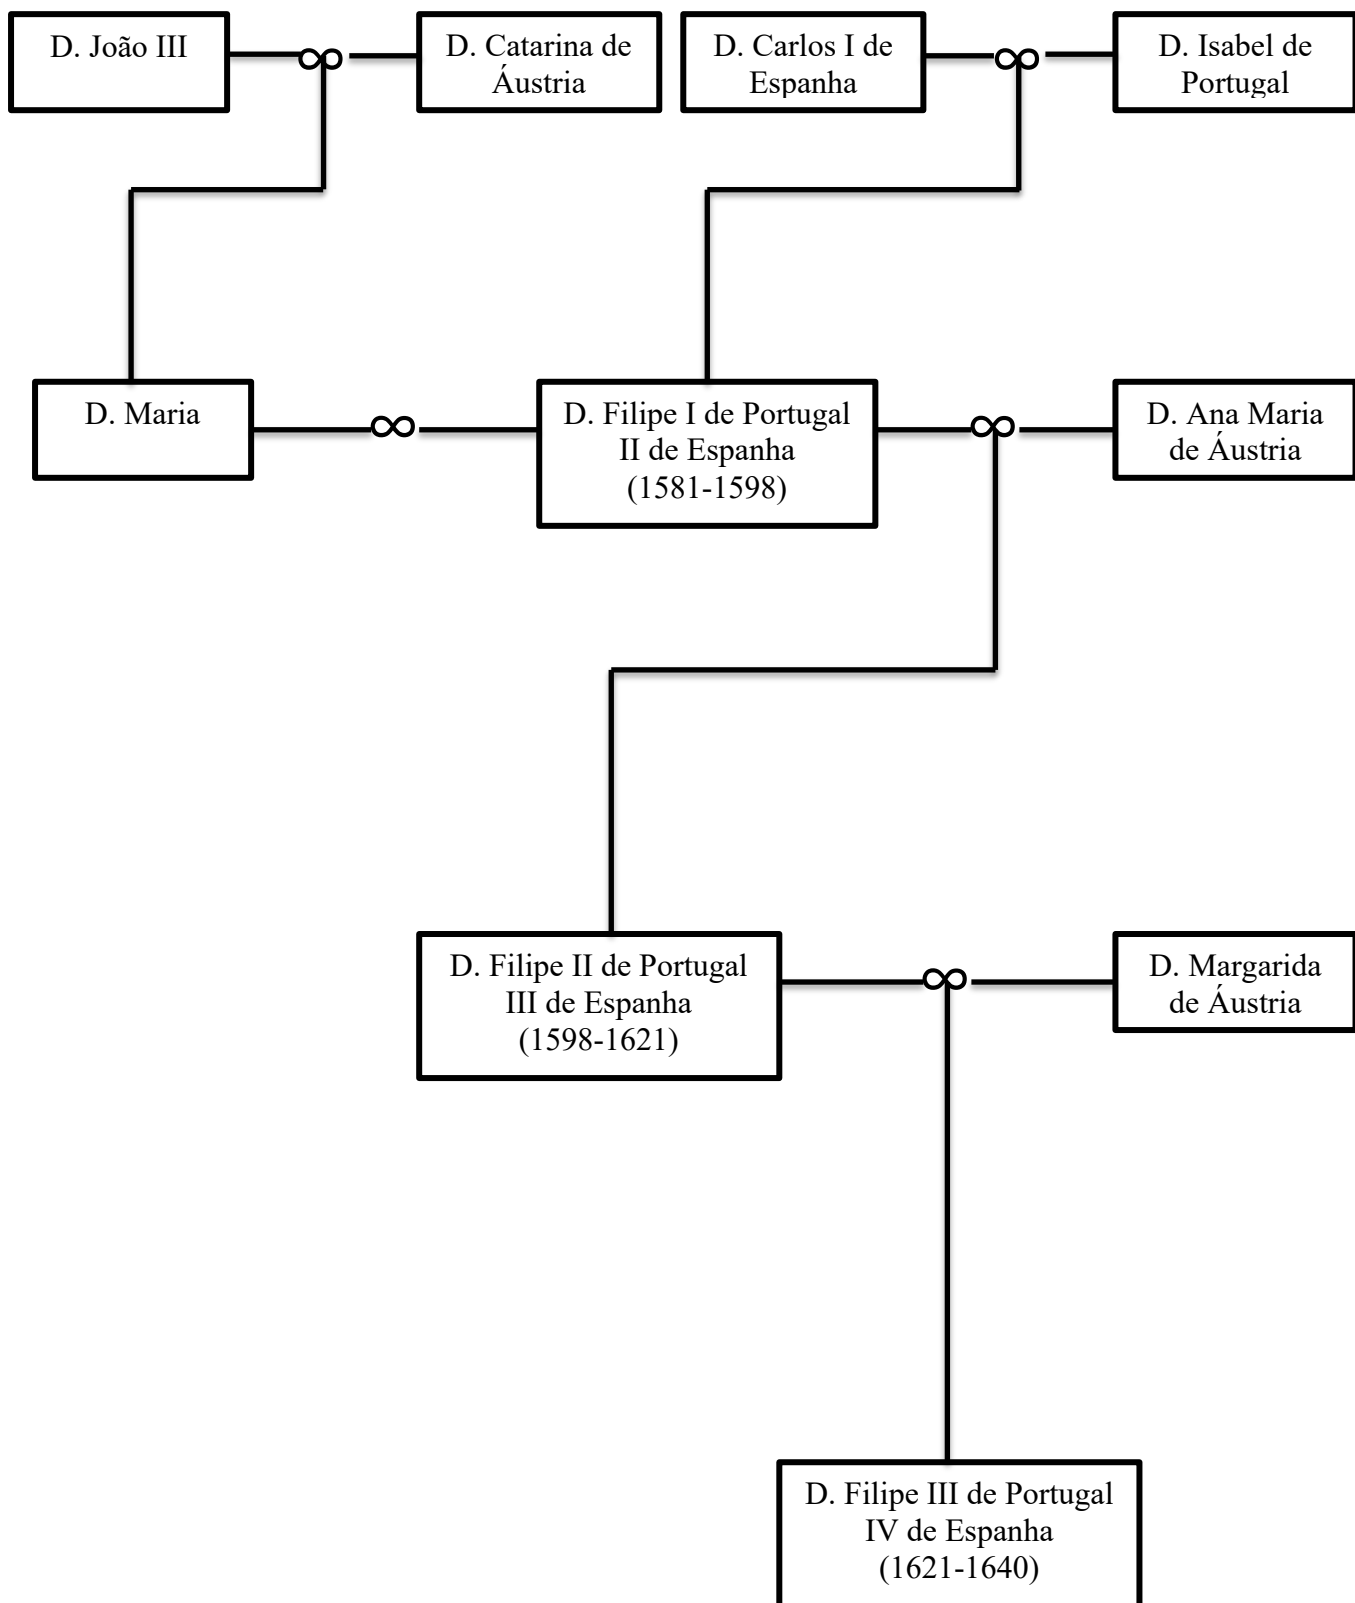 D. João III
D. Catarina de
Áustria
D. Carlos I de
Espanha
D. Isabel de
Portugal
D. Maria
D. Filipe I de Portugal
II de Espanha
(1581-1598)
D. Ana Maria
de Áustria
D. Filipe II de Portugal
III de Espanha
(1598-1621)
D. Margarida
de Áustria
D. Filipe III de Portugal
IV de Espanha
(1621-1640)